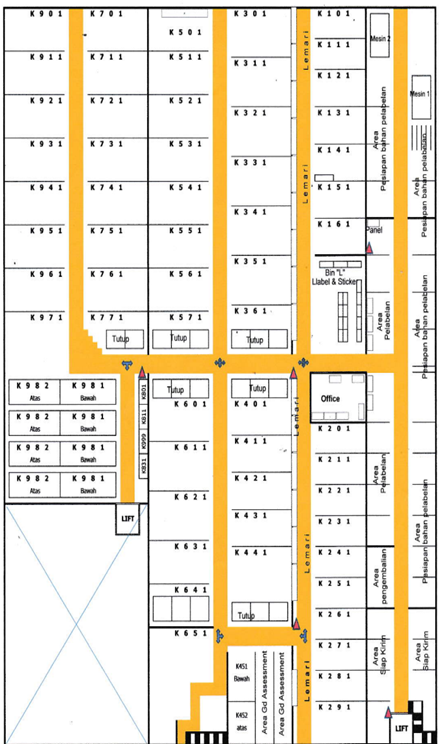 K901 K701 K301 K101
K501
K911 K711 K511 K311 K111
K121
K921 K721 K521 K321 K131
K931 K731 K531 K331 K141
K941 K741 K541 K341 K151
K951 K751 K551 K351 K161
K961 K761 K561 K361
K971 K771 K571
Tutup Tutup Tutup
Lemari
Lemari
Lemari
Mesin 2
Mesin 1
Area
Pesiapan bahan pelabelan
Area
Pesiapan bahan pelabelan
Panel
Bin "L"
Llabel & Sticker
Area
Pelabelan
Pesiapan bahan pelabelan
Tutup Tutup
K982 K981
Atas Bawah
K982 K981
Atas Bawah
K982 K981
Atas Bawah
K982 K981
Atas Bawah
K801
K811
K999
K831
LIFT
K601 K401
K611 K411
K621 K421
K631 K441
K641
K651
Tutup
Lemari
Lemari
Lemari
Lemari
Office
K201
K211
K221
K231
K241
K251
K261
K271
K281
K291
Area
Pelabelan
Area
Pesiapan bahan pelabelan
Area
pengembalian
Area
Siap Kirim
Area
Siap Kirim
K451
Bawah
K452
atas
Area Gd Assessment
Area Gd Assessment
LIFT